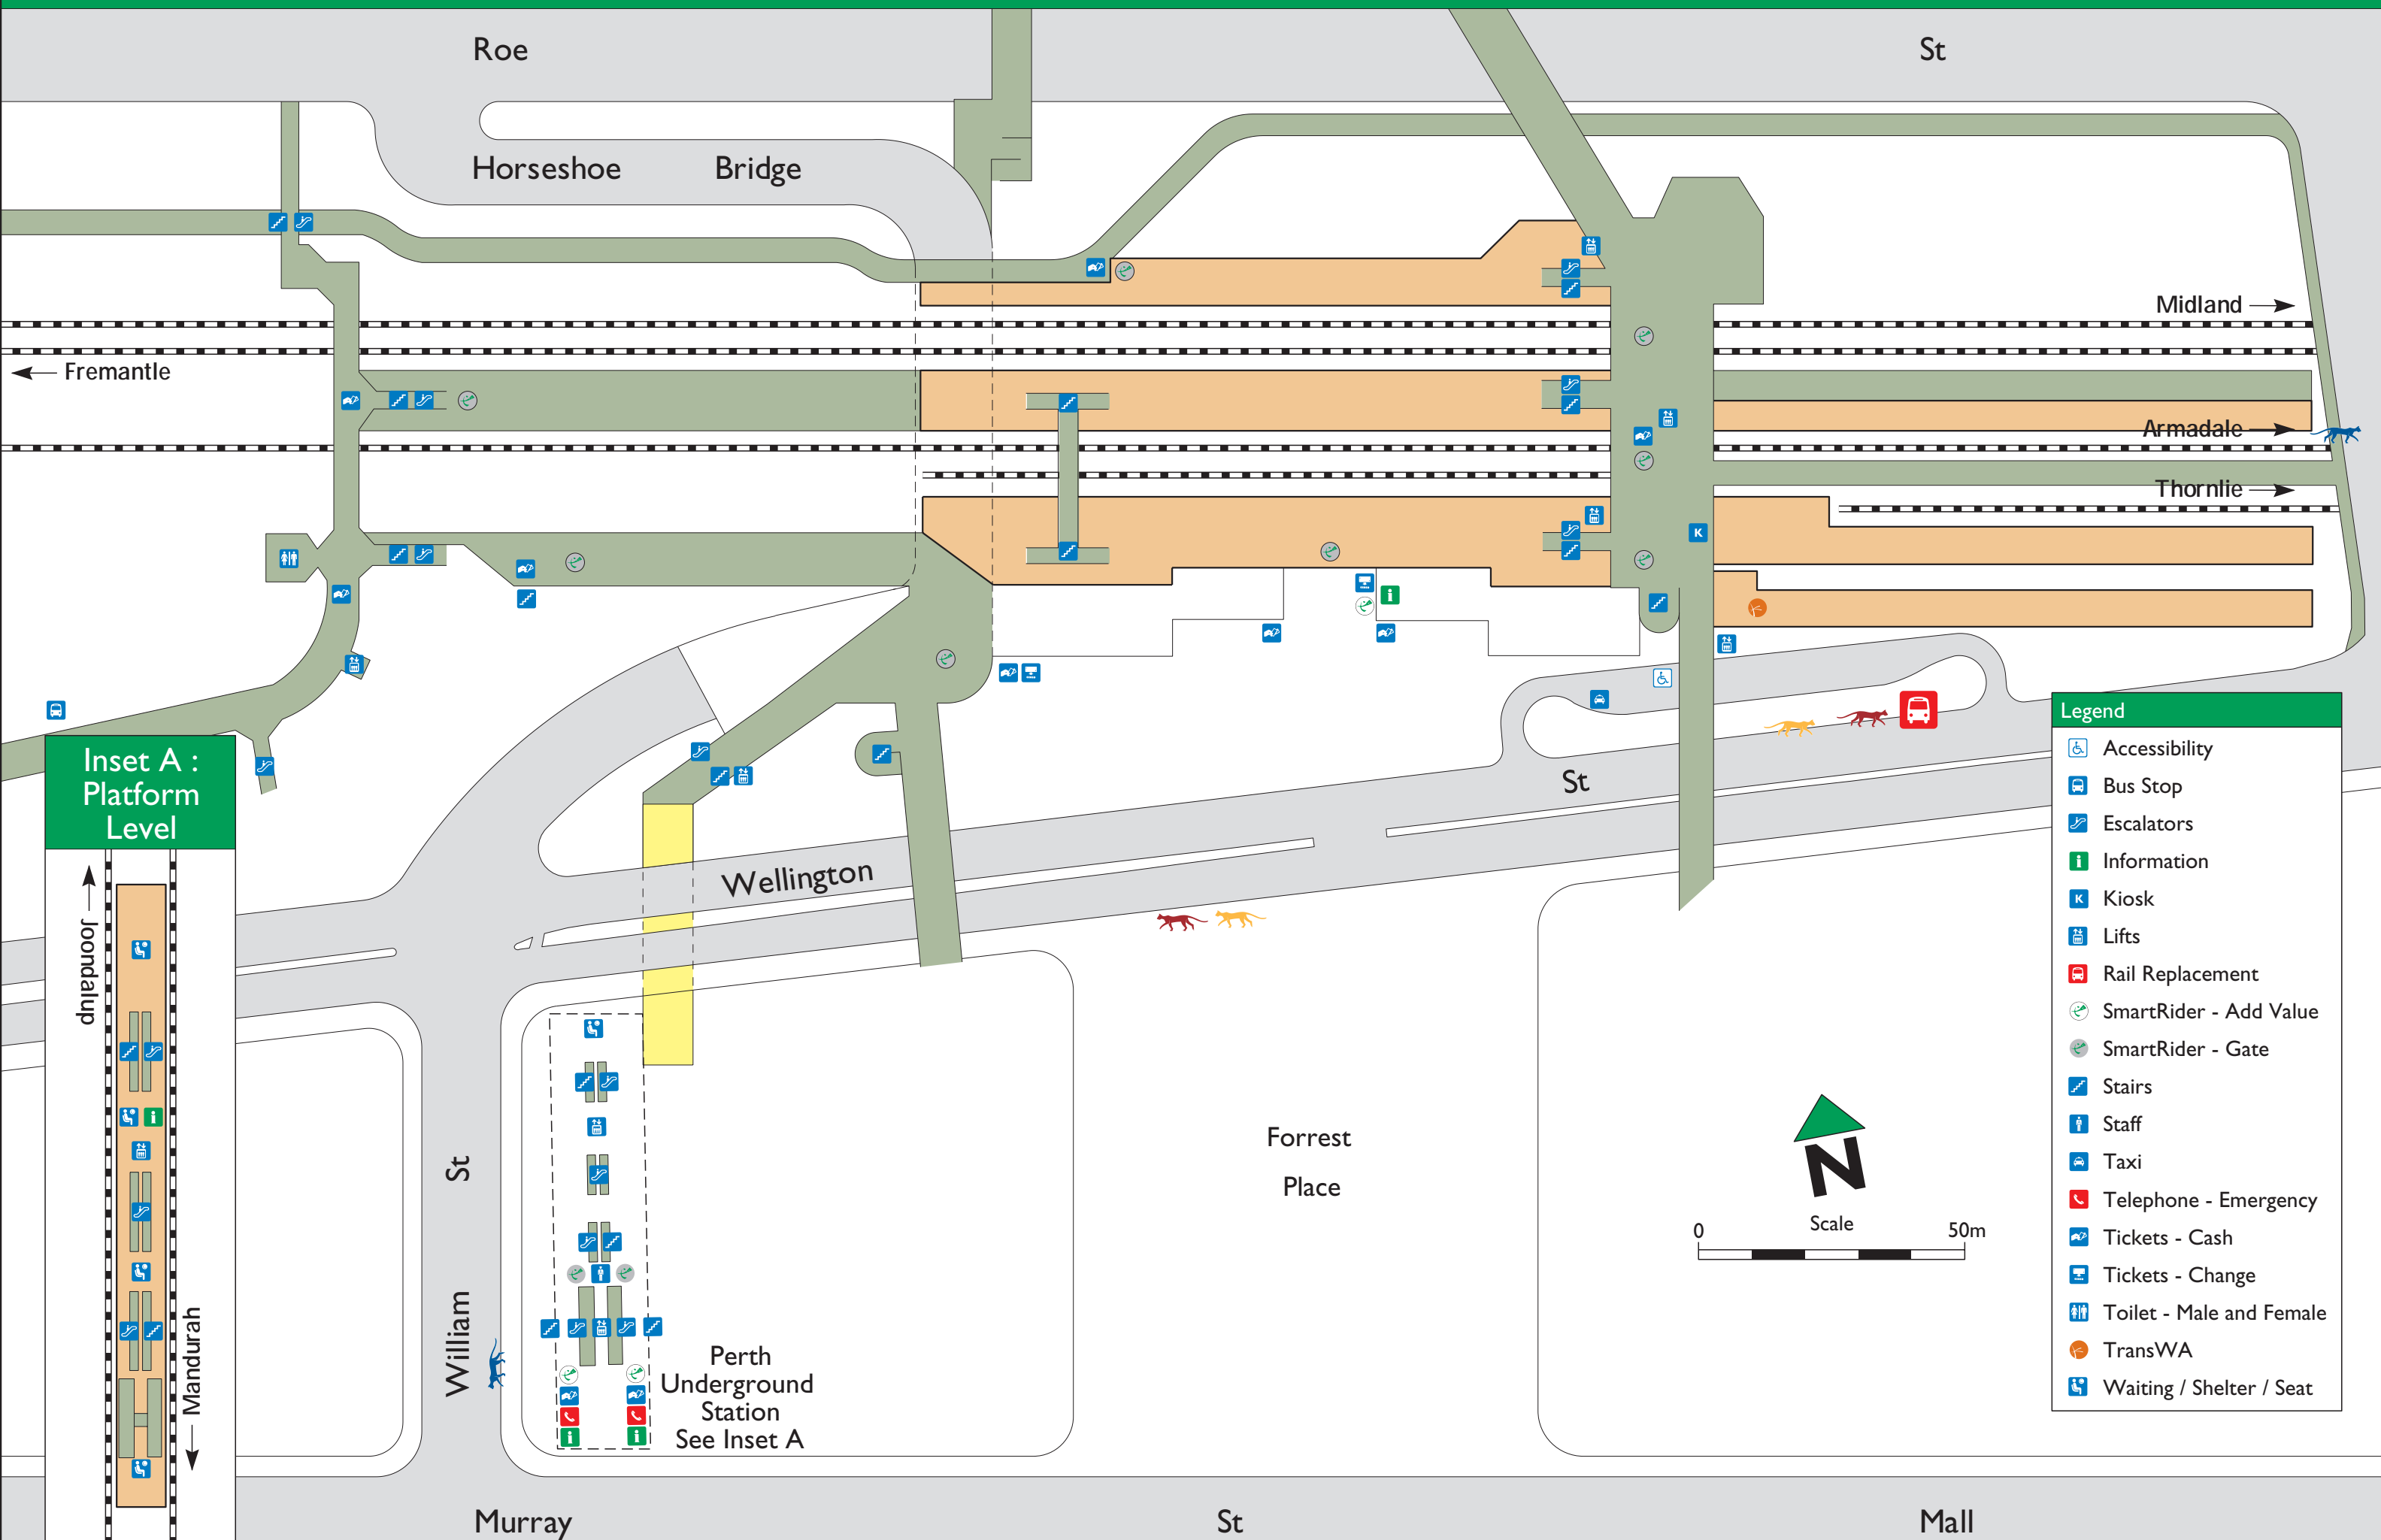 Roe St
Horseshoe Bridge
Midland
Fremantle
Armadale
Thornlie
K
i
Inset A :
Platform
Level
Joondalup
Mandurah
i
Wellington St
William St
Perth
Underground
Station
See Inset A
i
i
Forrest
Place
N
Scale
0 50m
Murray St Mall
Legend
Accessibility
Bus Stop
Escalators
i Information
K Kiosk
Lifts
Rail Replacement
SmartRider - Add Value
SmartRider - Gate
Stairs
Staff
Taxi
Telephone - Emergency
Tickets - Cash
Tickets - Change
Toilet - Male and Female
TransWA
Waiting / Shelter / Seat